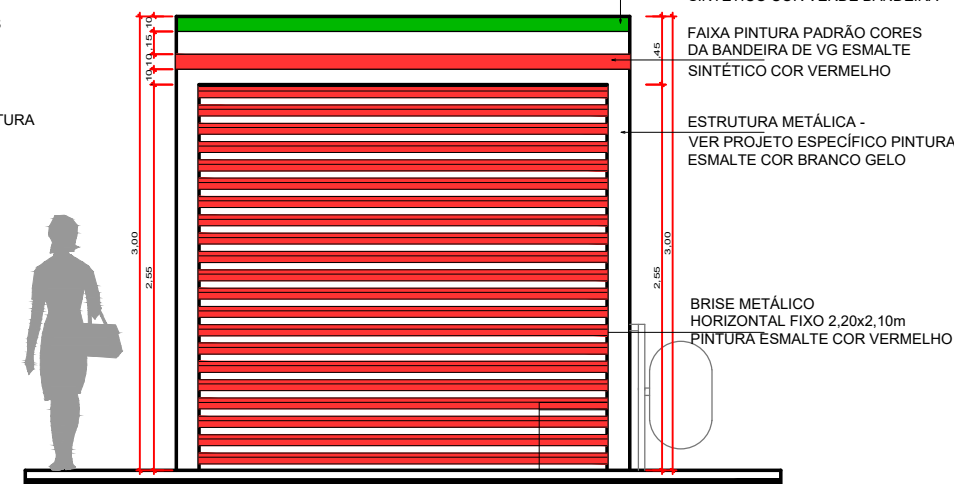 FAIXA PINTURA PADRÃO CORES
DA BANDEIRA DE VG ESMALTE
SINTÉTICO COR VERMELHO
TURA
ESTRUTURA METÁLICA -
VER PROJETO ESPECÍFICO PINTURA
ESMALTE COR BRANCO GELO
BRISE METÁLICO
HORIZONTAL FIXO 2,20x2,10m
PINTURA ESMALTE COR VERMELHO
,10
,15
,10
,10
3,00
2,55
,45
3,00
2,55